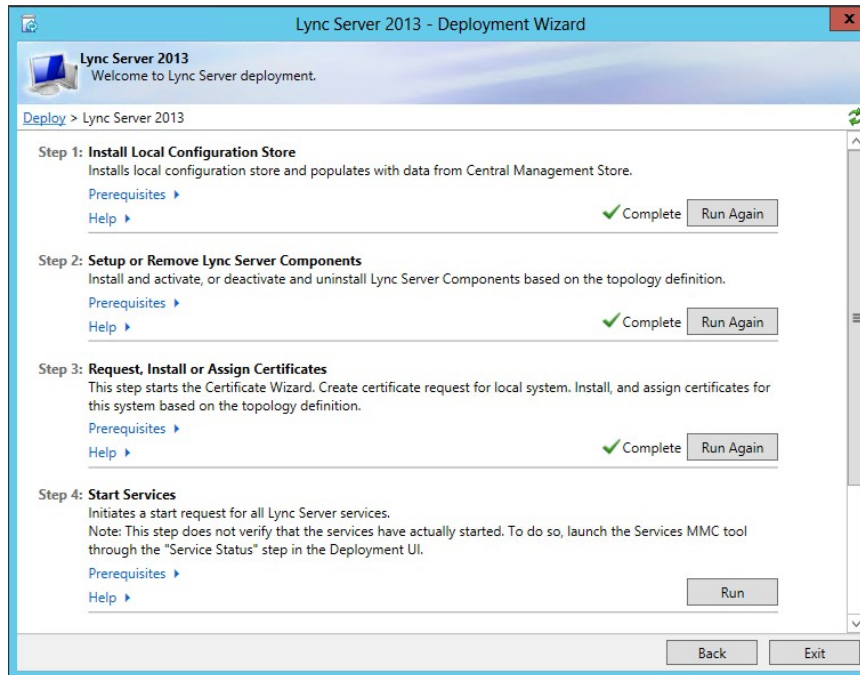 Lync Server 2013 - Deployment Wizard
x
Lync Server 2013
Welcome to Lync Server deployment.
Deploy > Lync Server 2013
Step 1: Install Local Configuration Store
Installs local configuration store and populates with data from Central Management Store.
Prerequisites
Help
Complete Run Again
Step 2: Setup or Remove Lync Server Components
Install and activate, or deactivate and uninstall Lync Server Components based on the topology definition.
Prerequisites
Help
Complete Run Again
Step 3: Request, Install or Assign Certificates
This step starts the Certificate Wizard. Create certificate request for local system. Install, and assign certificates for
this system based on the topology definition.
Prerequisites
Help
Complete Run Again
Step 4: Start Services
Initiates a start request for all Lync Server services.
Note: This step does not verify that the services have actually started. To do so, launch the Services MMC tool
through the "Service Status" step in the Deployment UI.
Prerequisites
Help
Run
Back Exit